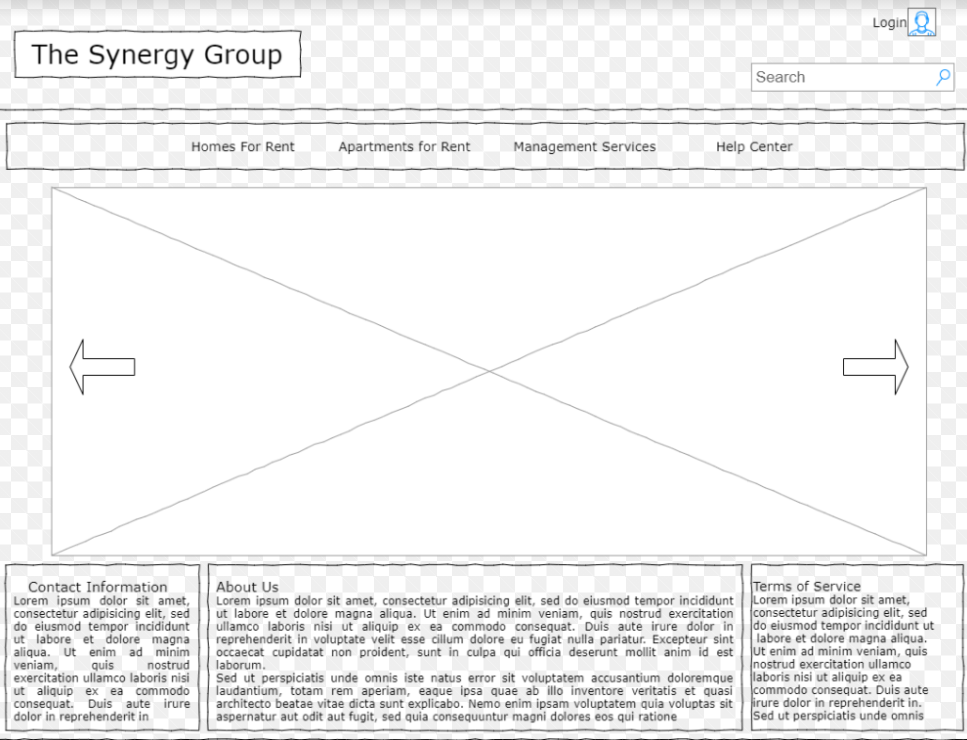 Login
The Synergy Group
Search
Homes For Rent
Apartments for Rent
Management Services
Help Center
Contact Information
Lorem ipsum dolor sit amet,
consectetur adipisicing elit, sed
do eiusmod tempor incididunt
ut labore et dolore magna
aliqua. Ut enim ad minim
veniam, quis nostrud
exercitation ullamco laboris nisi
ut aliquip ex ea commodo
consequat. Duis aute irure
dolor in reprehenderit in
About Us
Lorem ipsum dolor sit amet, consectetur adipisicing elit, sed do eiusmod tempor incididunt
ut labore et dolore magna aliqua. Ut enim ad minim veniam, quis nostrud exercitation
ullamco laboris nisi ut aliquip ex ea commodo consequat. Duis aute irure dolor in
reprehenderit in voluptate velit esse cillum dolore eu fugiat nulla pariatur. Excepteur sint
occaecat cupidatat non proident, sunt in culpa qui officia deserunt mollit anim id est
laborum.
Sed ut perspiciatis unde omnis iste natus error sit voluptatem accusantium doloremque
laudantium, totam rem aperiam, eaque ipsa quae ab illo inventore veritatis et quasi
architecto beatae vitae dicta sunt explicabo. Nemo enim ipsam voluptatem quia voluptas sit
aspernatur aut odit aut fugit, sed quia consequuntur magni dolores eos qui ratione
Terms of Service
Lorem ipsum dolor sit amet,
consectetur adipisicing elit, sed
do eiusmod tempor incididunt ut
labore et dolore magna aliqua.
Ut enim ad minim veniam, quis
nostrud exercitation ullamco
laboris nisi ut aliquip ex ea
commodo consequat. Duis aute
irure dolor in reprehenderit in.
Sed ut perspiciatis unde omnis